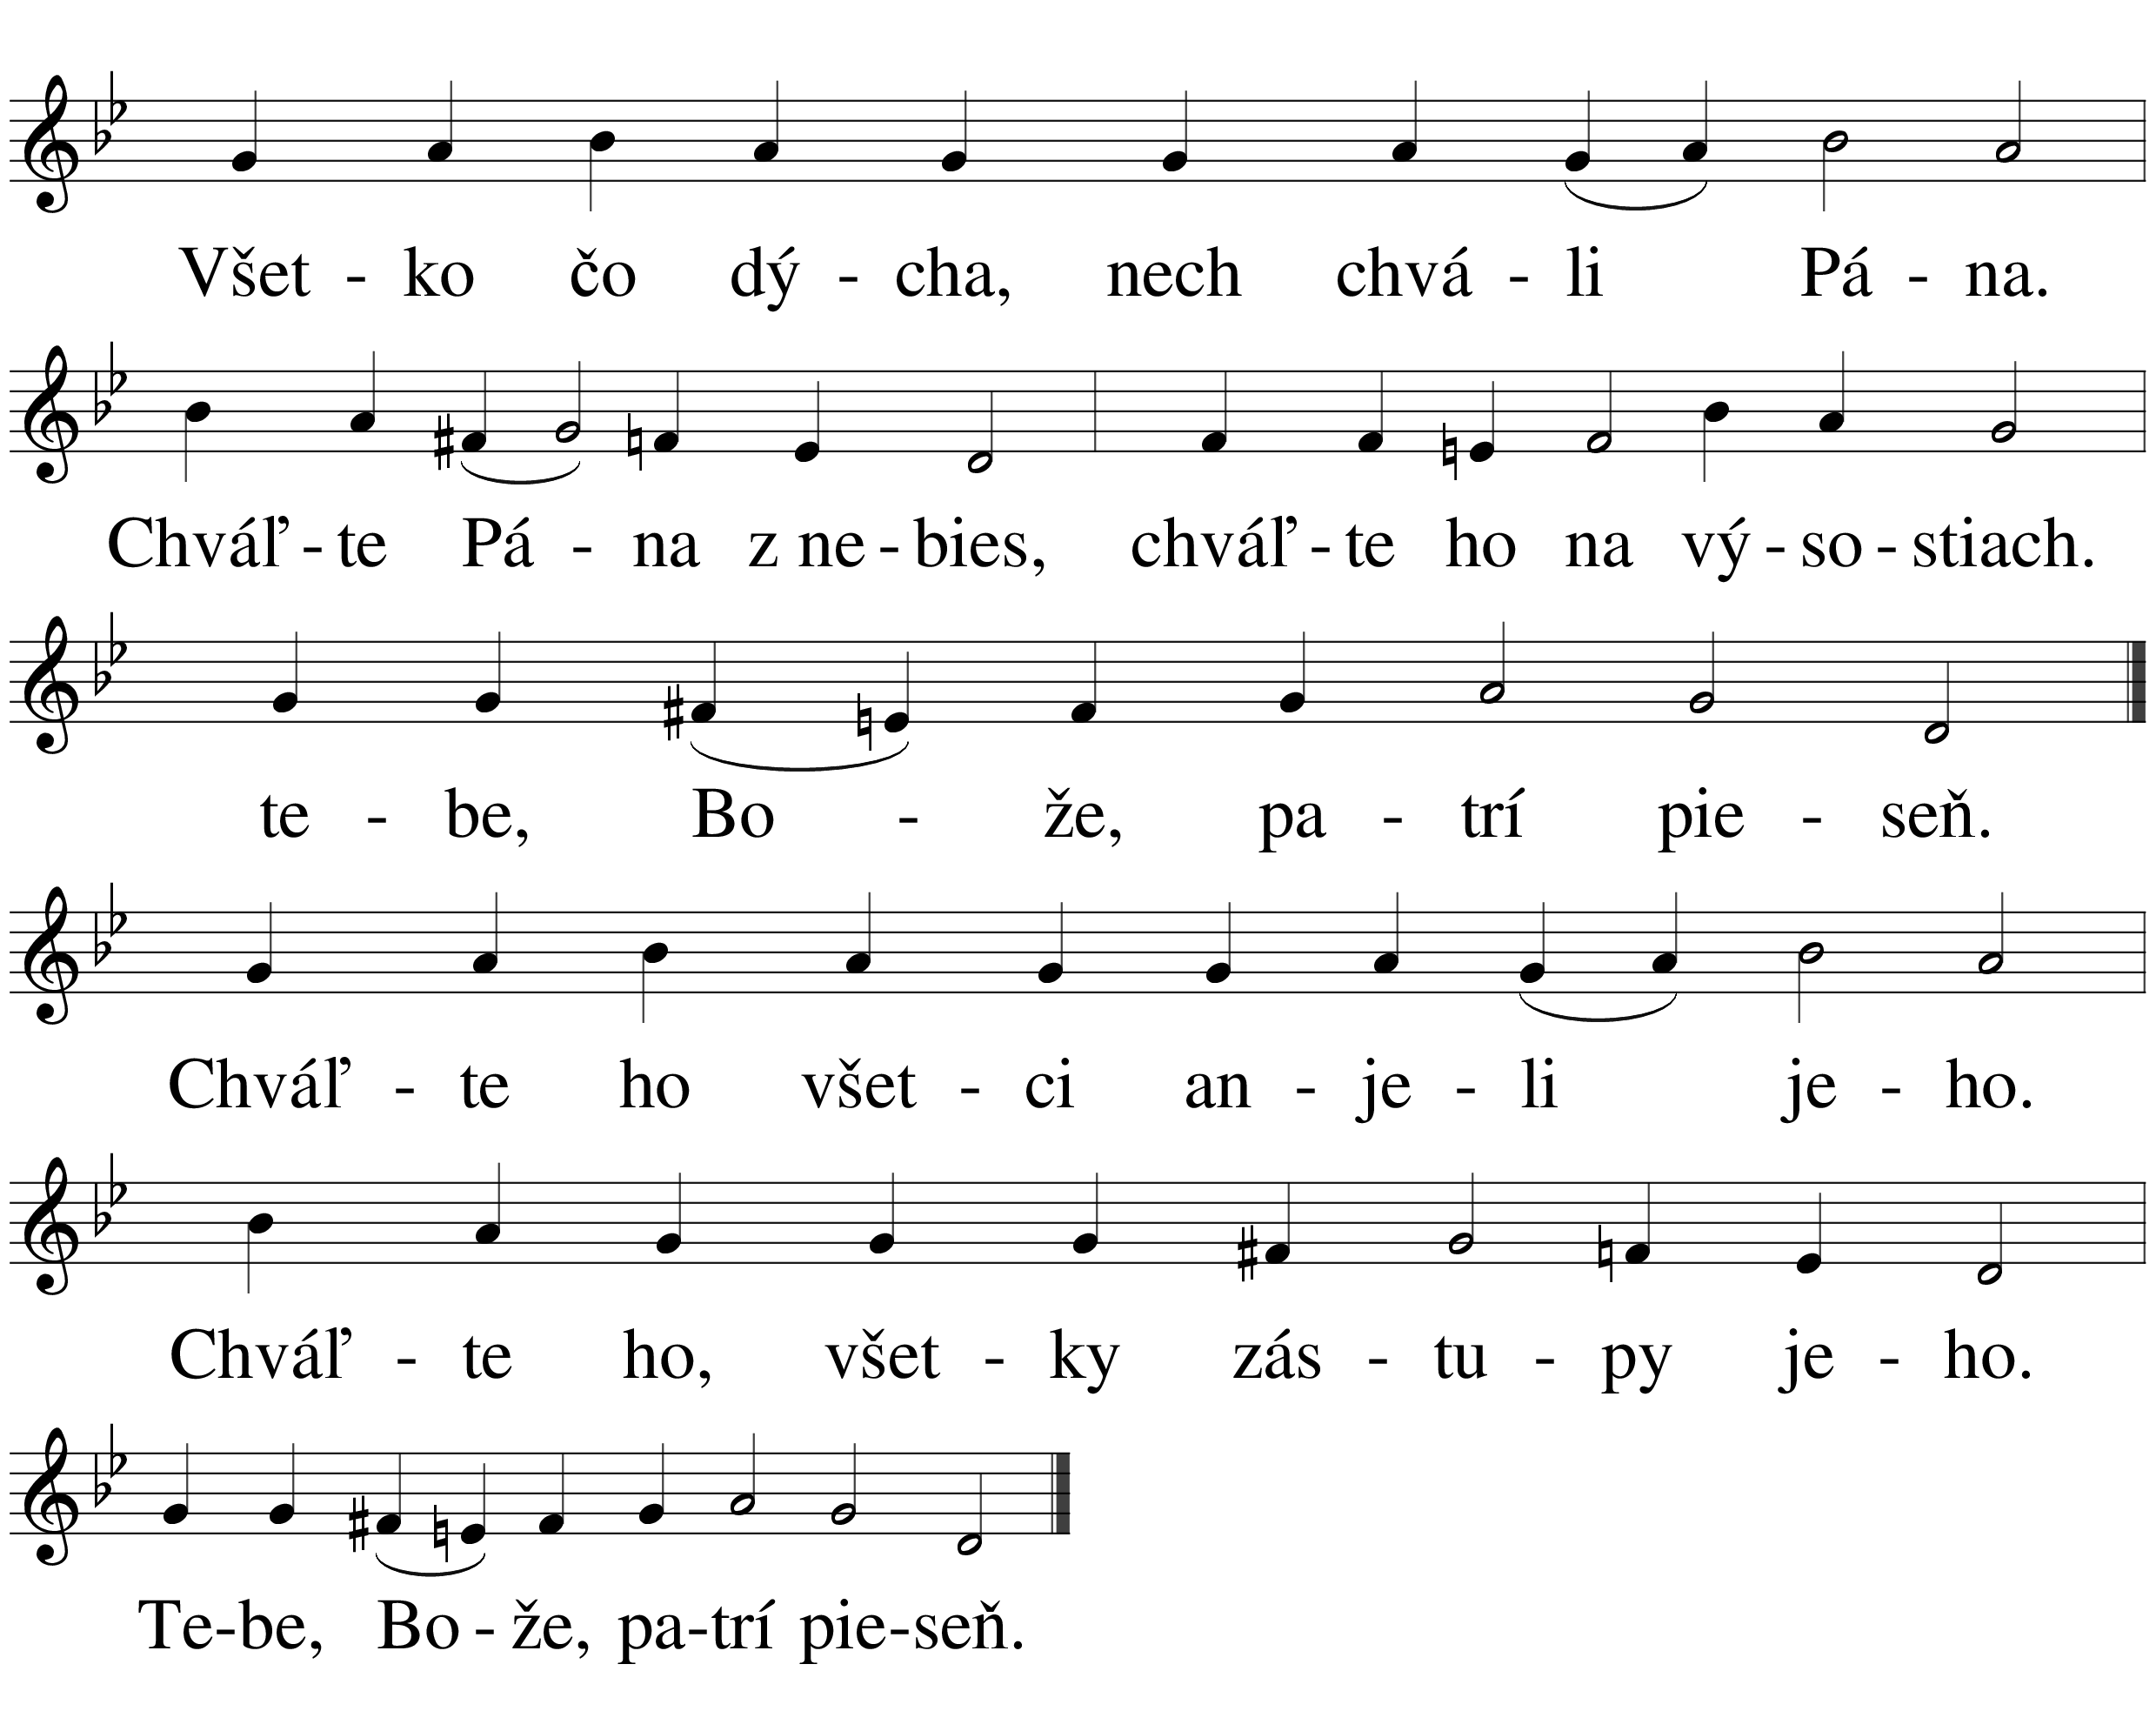 Všet - ko čo dý - cha, nech chvá - li Pá - na.
Chváľ - te Pá - na z ne - bies, chváľ - te ho na vý - so - stiach.
te - be, Bo - že, pa - trí pie - seň.
Chváľ - te ho všet - ci an - je - li je - ho.
Chváľ - te ho, všet - ky zás - tu - py je - ho.
Te-be, Bo - že, pa-trí pie-seň.